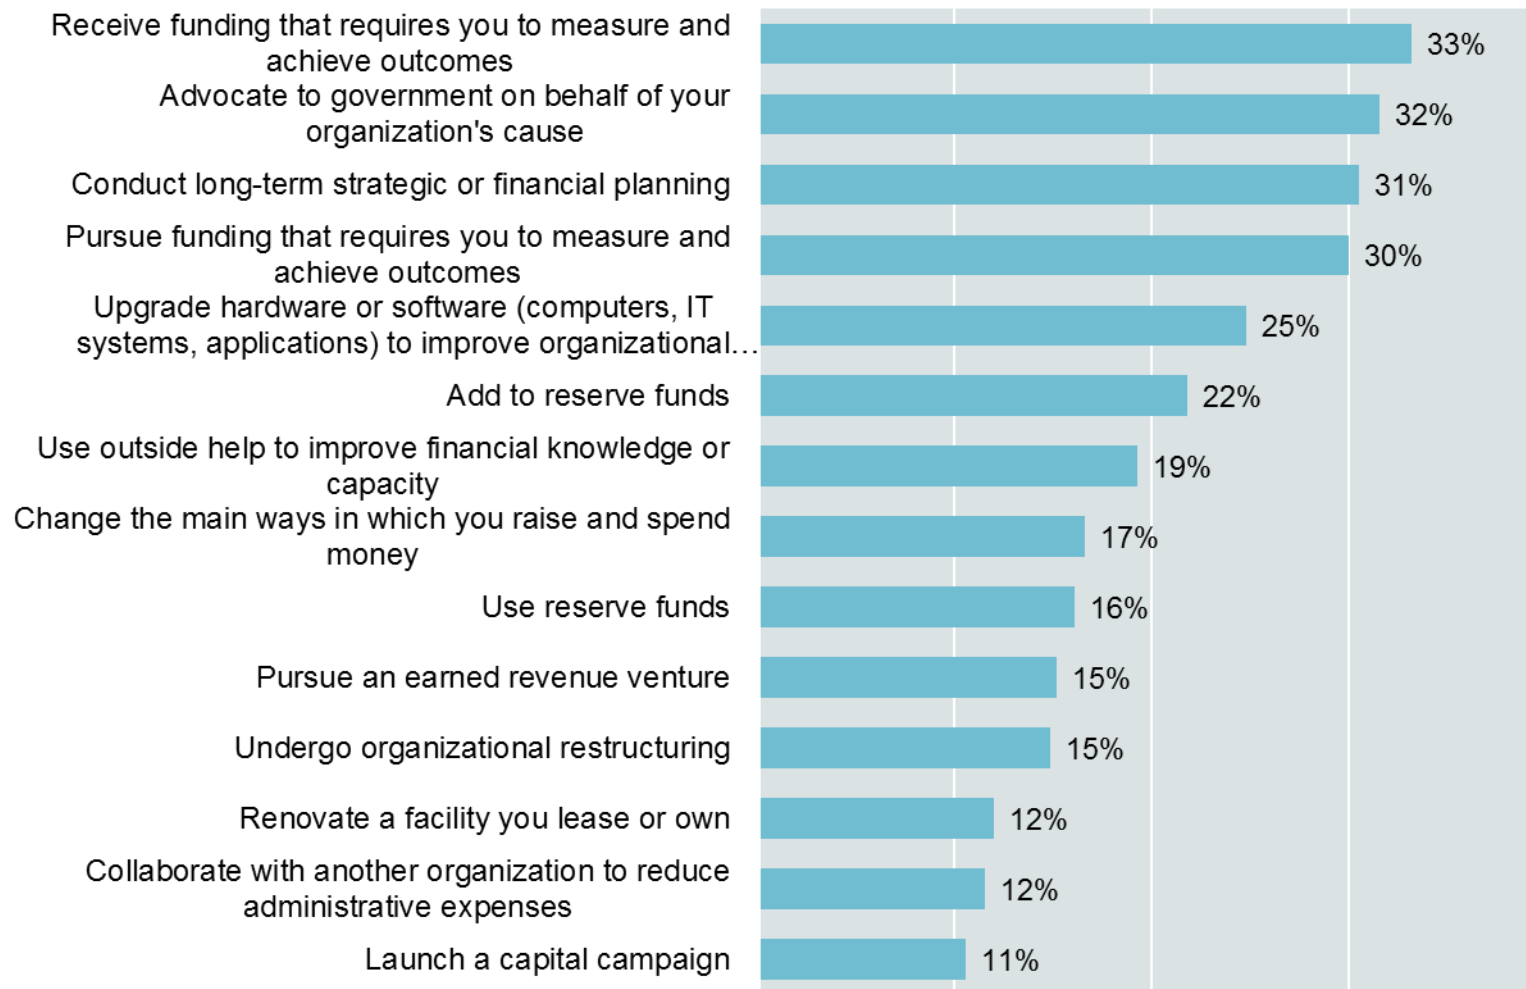 Receive funding that requires you to measure and
achieve outcomes
33%
Advocate to government on behalf of your
organization's cause
32%
Conduct long-term strategic or financial planning
31%
Pursue funding that requires you to measure and
achieve outcomes
30%
Upgrade hardware or software (computers, IT
systems, applications) to improve organizational…
25%
Add to reserve funds
22%
Use outside help to improve financial knowledge or
capacity
19%
Change the main ways in which you raise and spend
money
17%
Use reserve funds
16%
Pursue an earned revenue venture
15%
Undergo organizational restructuring
15%
Renovate a facility you lease or own
12%
Collaborate with another organization to reduce
administrative expenses
12%
Launch a capital campaign
11%